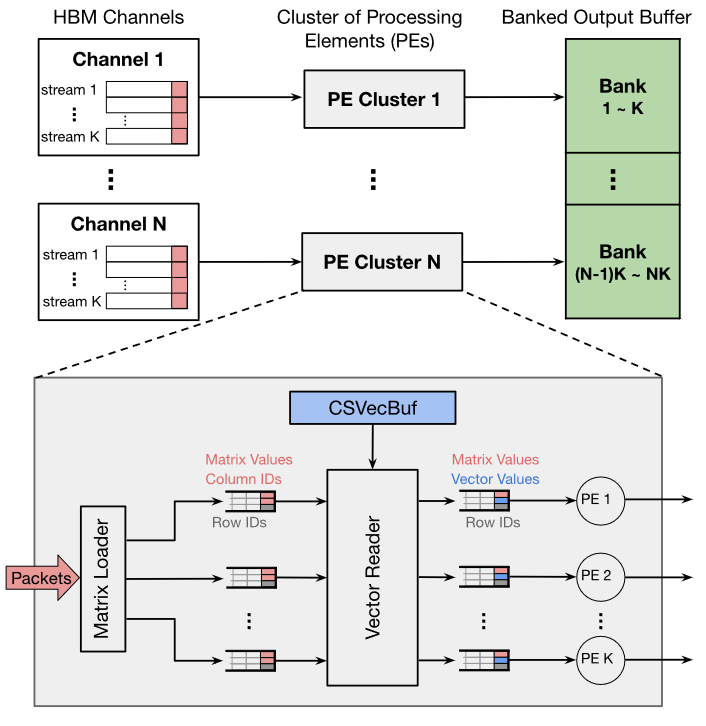 HBM Channels
Cluster of Processing
Elements (PEs)
Banked Output Buffer
Channel 1
stream 1
stream K
PE Cluster 1
Bank
1 ~ K
Channel N
stream 1
stream K
PE Cluster N
Bank
(N-1)K ~ NK
CSVecBuf
Matrix Values
Column IDs
Row IDs
Matrix Values
Vector Values
Row IDs
Packets
Matrix Loader
Vector Reader
PE 1
PE 2
PE K